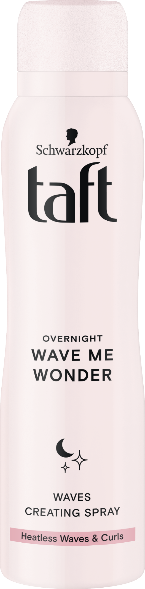 Schwarzkopf
taft
OVERNIGHT
WAVE ME
WONDER
WAVES
CREATING SPRAY
Heatless Waves & Curls